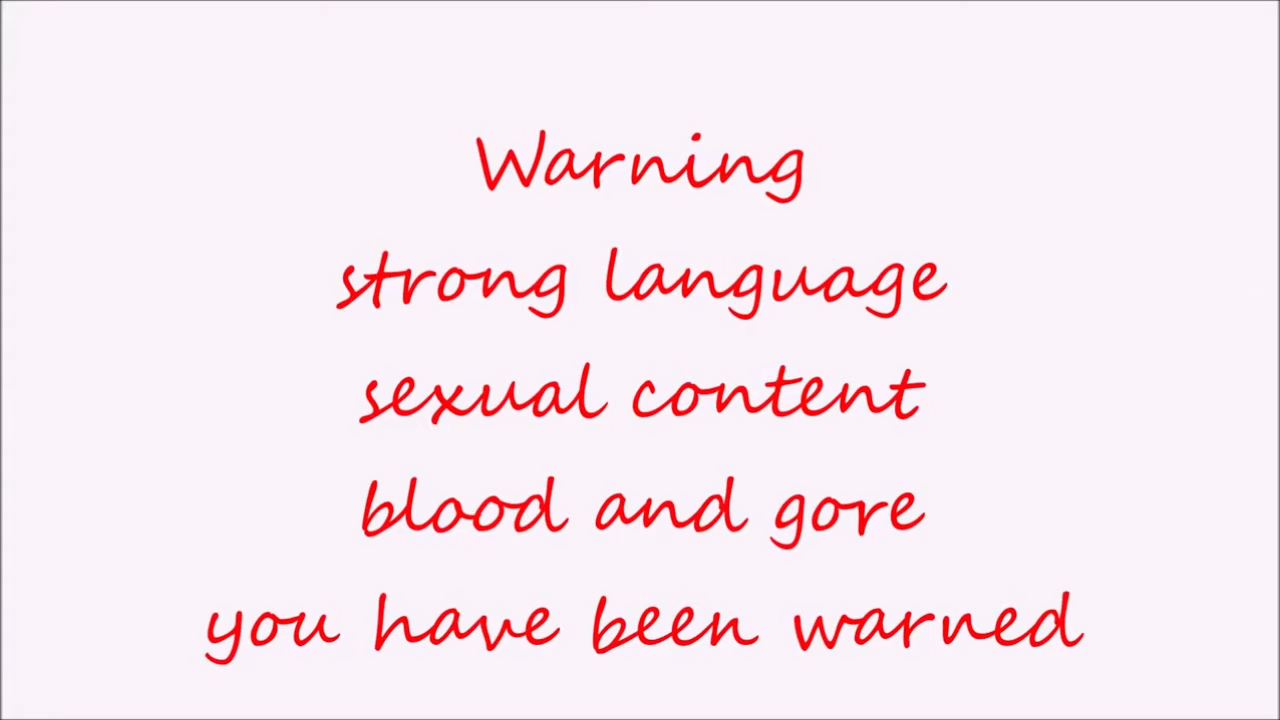 Warning
strong language
sexual content
blood and gore
you have been warned